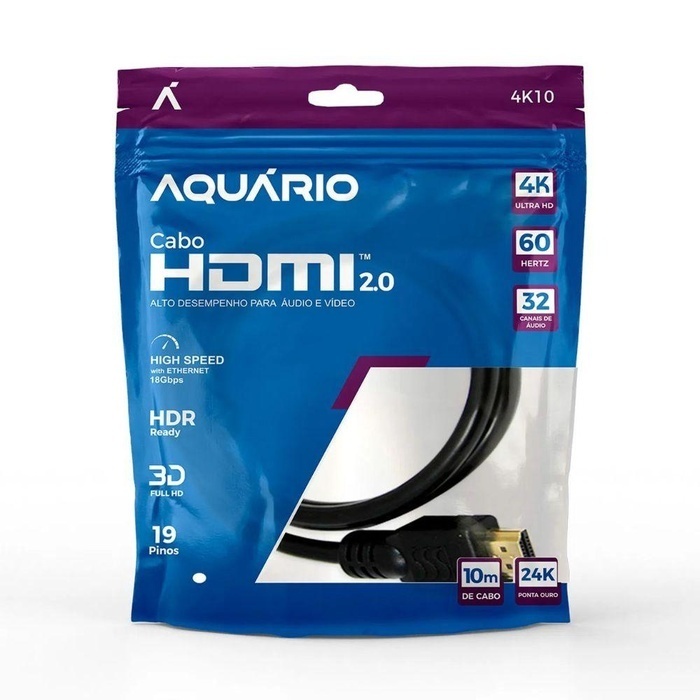 Á
4K10
AQUÁRIO
4K
ULTRA HD
Cabo
HDMI™ 2.0
ALTO DESEMPENHO PARA ÁUDIO E VÍDEO
60
HERTZ
32
CANAIS DE
ÁUDIO
HIGH SPEED
with ETHERNET
18Gbps
HDR
Ready
3D
FULL HD
19
Pinos
10m
DE CABO
24K
PONTA OURO